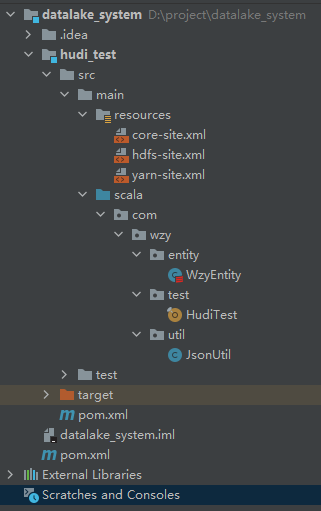 datalake_system D:\project\datalake_system
.idea
hudi_test
src
main
resources
core-site.xml
hdfs-site.xml
yarn-site.xml
scala
com
wzy
entity
WzyEntity
test
HudiTest
util
JsonUtil
test
target
pom.xml
datalake_system.iml
pom.xml
External Libraries
Scratches and Consoles